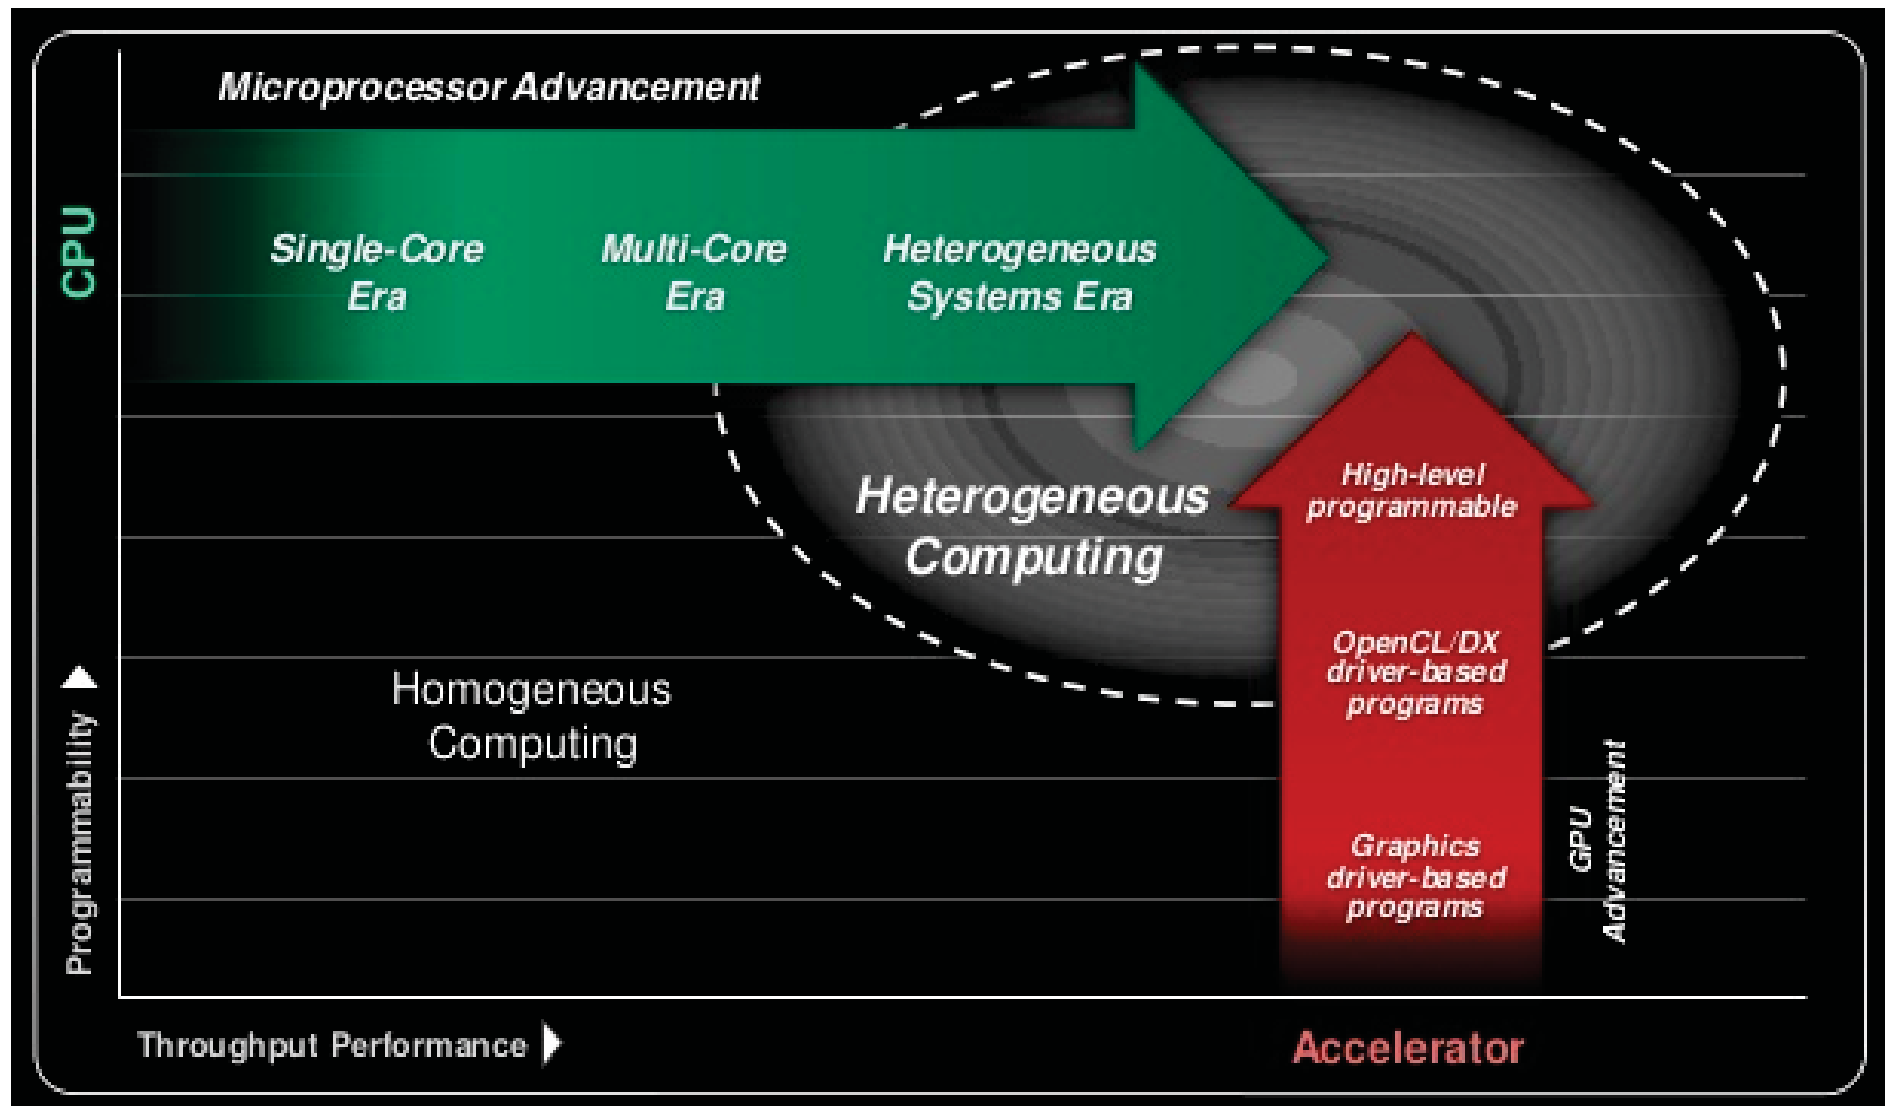 Microprocessor Advancement
CPU
Single-Core
Era
Multi-Core
Era
Heterogeneous
Systems Era
High-level
programmable
Heterogeneous
Computing
OpenCL/DX
driver-based
programs
Homogeneous
Computing
Programmability
GPU
Advancement
Graphics
driver-based
programs
Throughput Performance
Accelerator